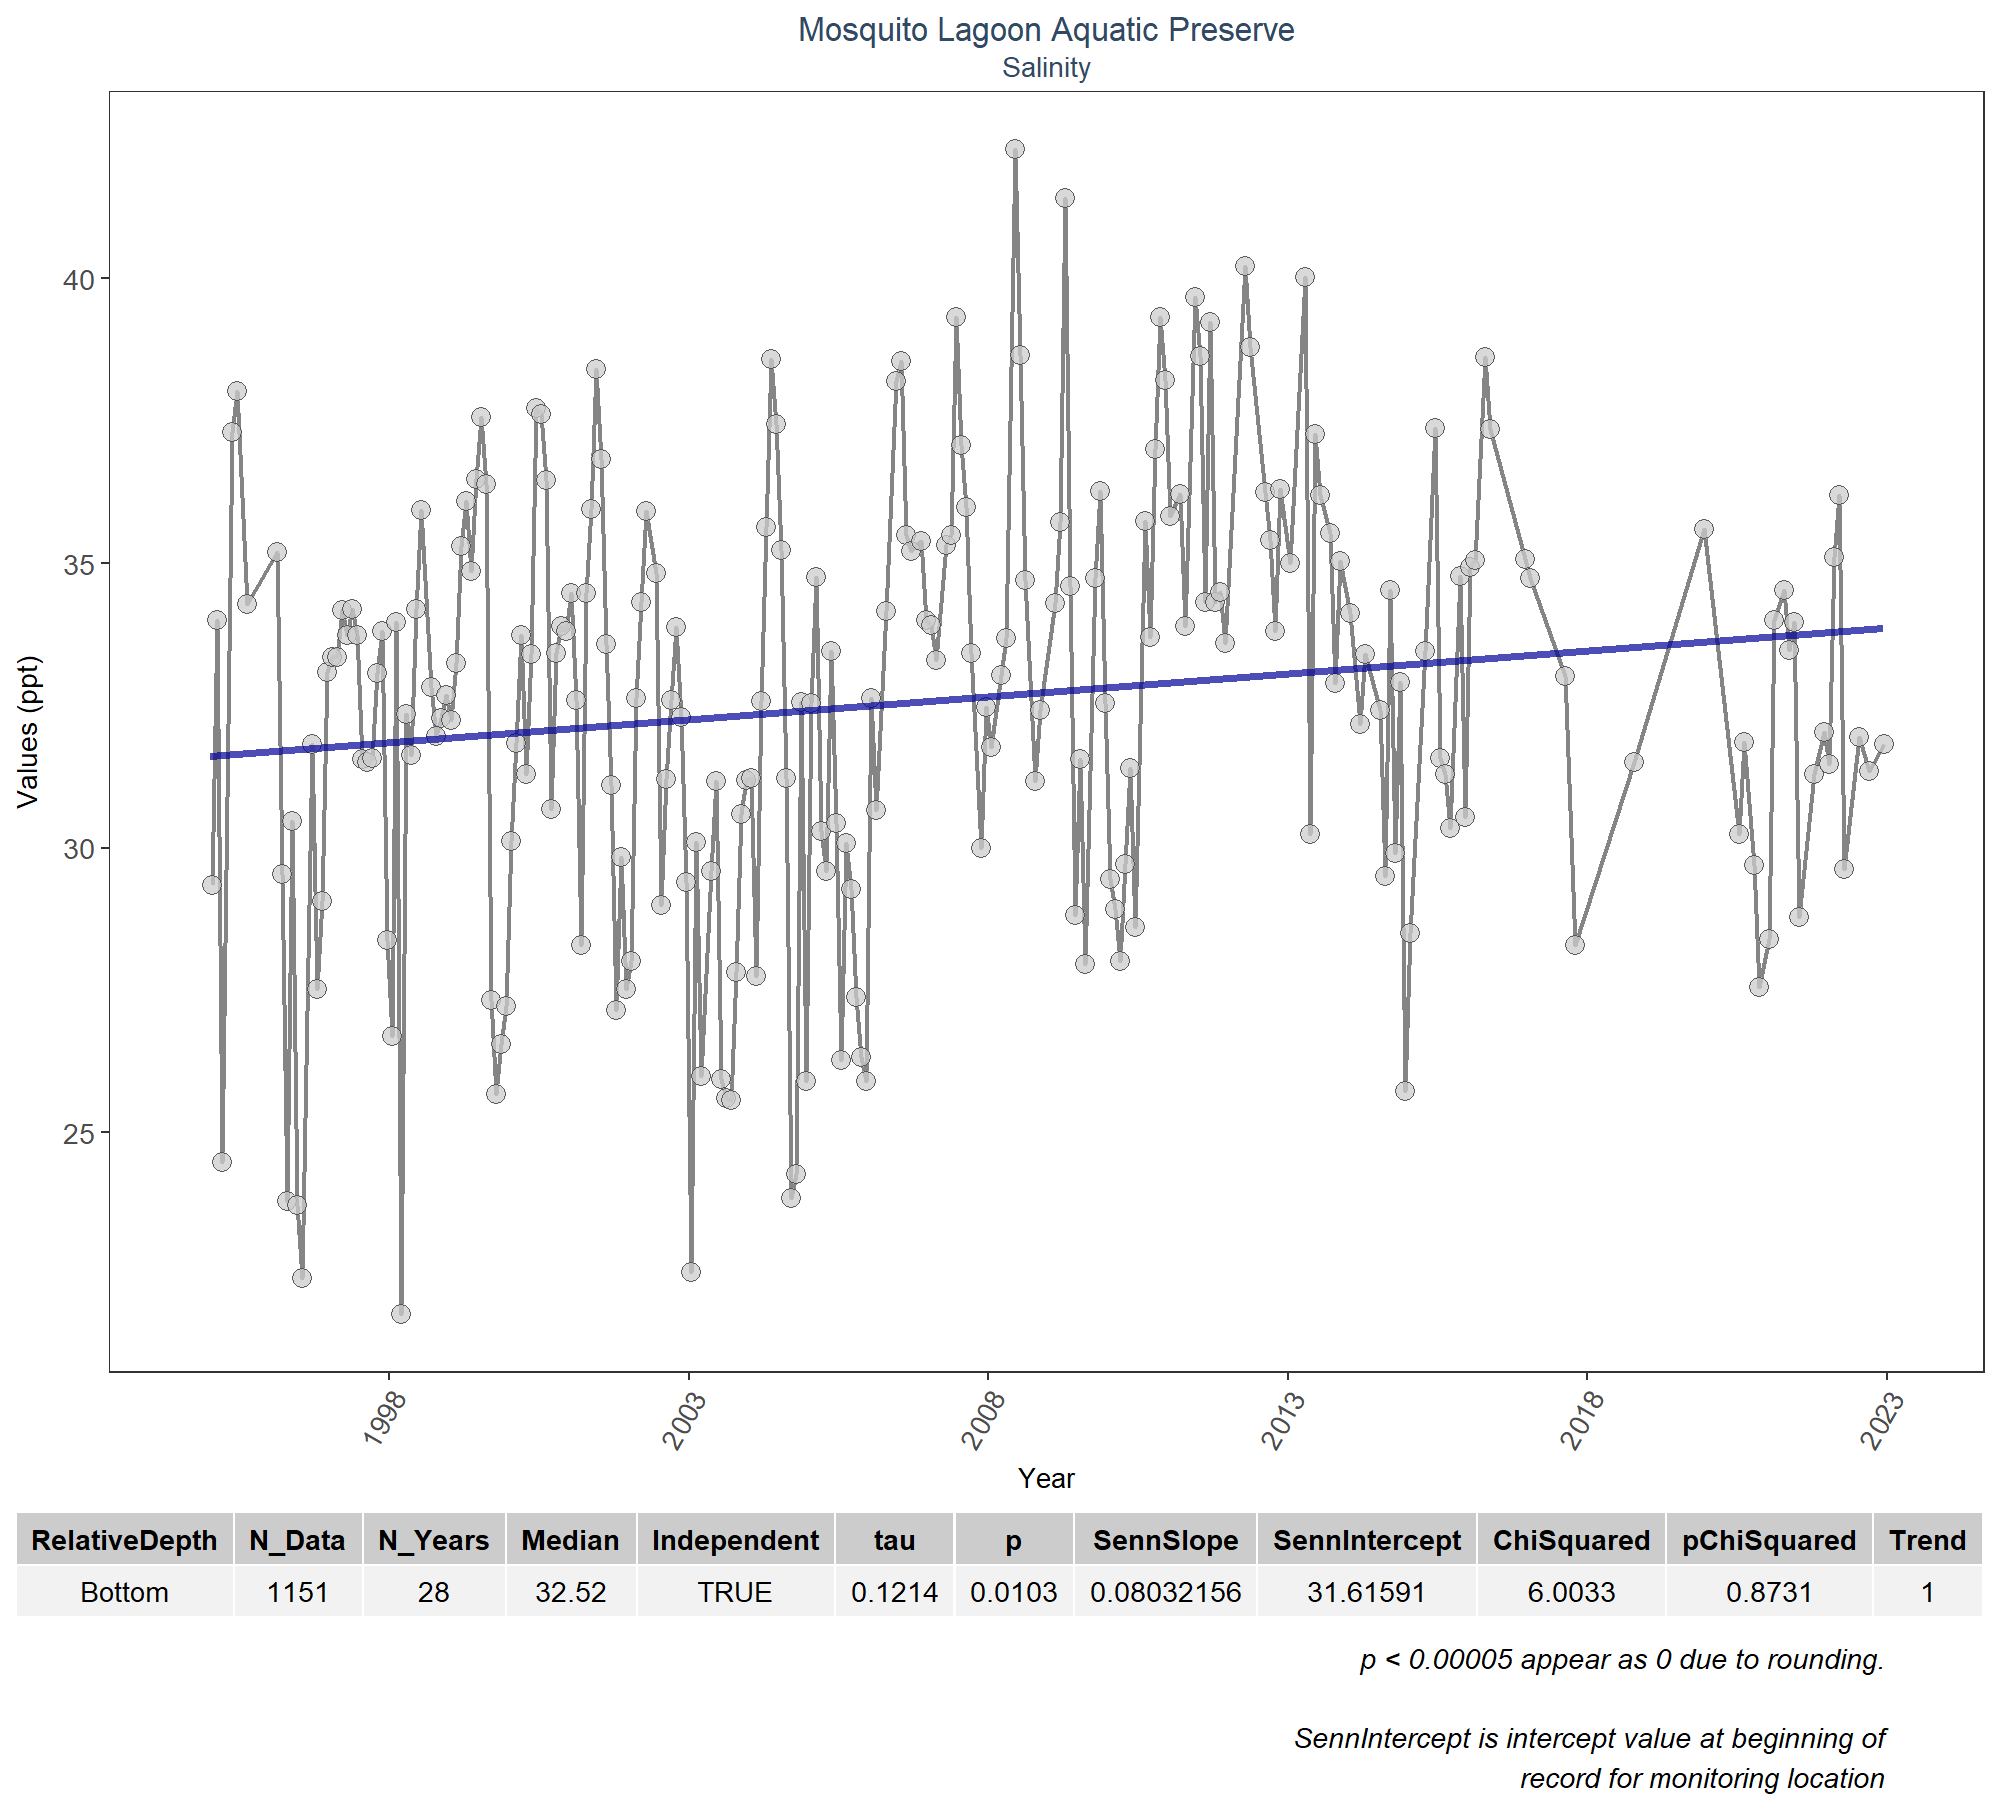 Mosquito Lagoon Aquatic Preserve
Salinity
Values (ppt)
40
35
30
25
1998
2003
2008
2013
2018
2023
Year
RelativeDepth N_Data N_Years Median Independent tau p SennSlope SennIntercept ChiSquared pChiSquared Trend
Bottom 1151 28 32.52 TRUE 0.1214 0.0103 0.08032156 31.61591 6.0033 0.8731 1
p < 0.00005 appear as 0 due to rounding.
SennIntercept is intercept value at beginning of
record for monitoring location